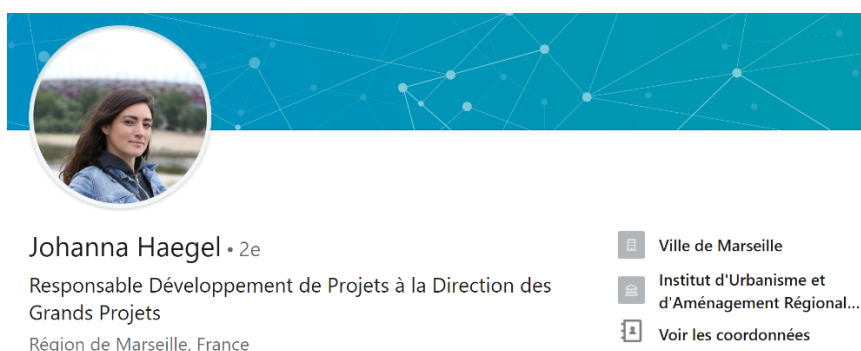 Johanna Haegel • 2e
Responsable Développement de Projets à la Direction des
Grands Projets
Région de Marseille, France
Ville de Marseille
Institut d'Urbanisme et
d'Aménagement Régional...
Voir les coordonnées